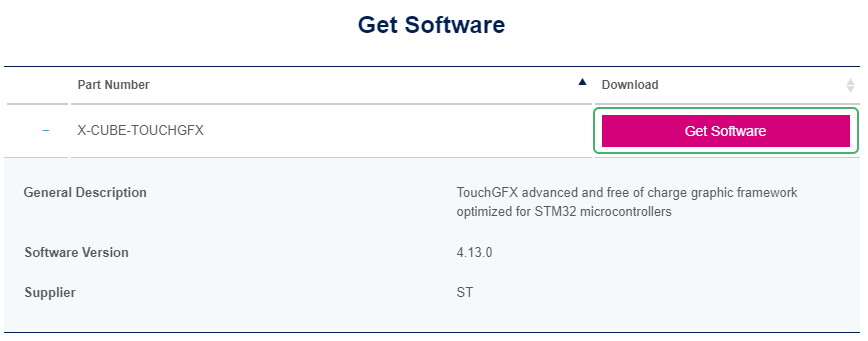 Get Software
Part Number Download
X-CUBE-TOUCHGFX Get Software
General Description TouchGFX advanced and free of charge graphic framework
optimized for STM32 microcontrollers
Software Version 4.13.0
Supplier ST